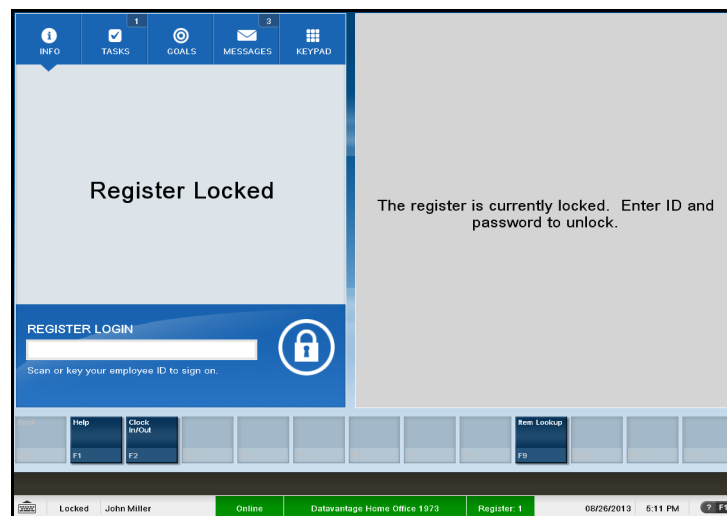 1
3
INFO
TASKS
GOALS
MESSAGES
KEYPAD
Register Locked
The register is currently locked. Enter ID and
password to unlock.
REGISTER LOGIN
Scan or key your employee ID to sign on.
Back
Help
F1
Clock
In/Out
F2
Item Lookup
F9
Locked
John Miller
Online
Datavantage Home Office 1973
Register: 1
08/26/2013
5:11 PM
?